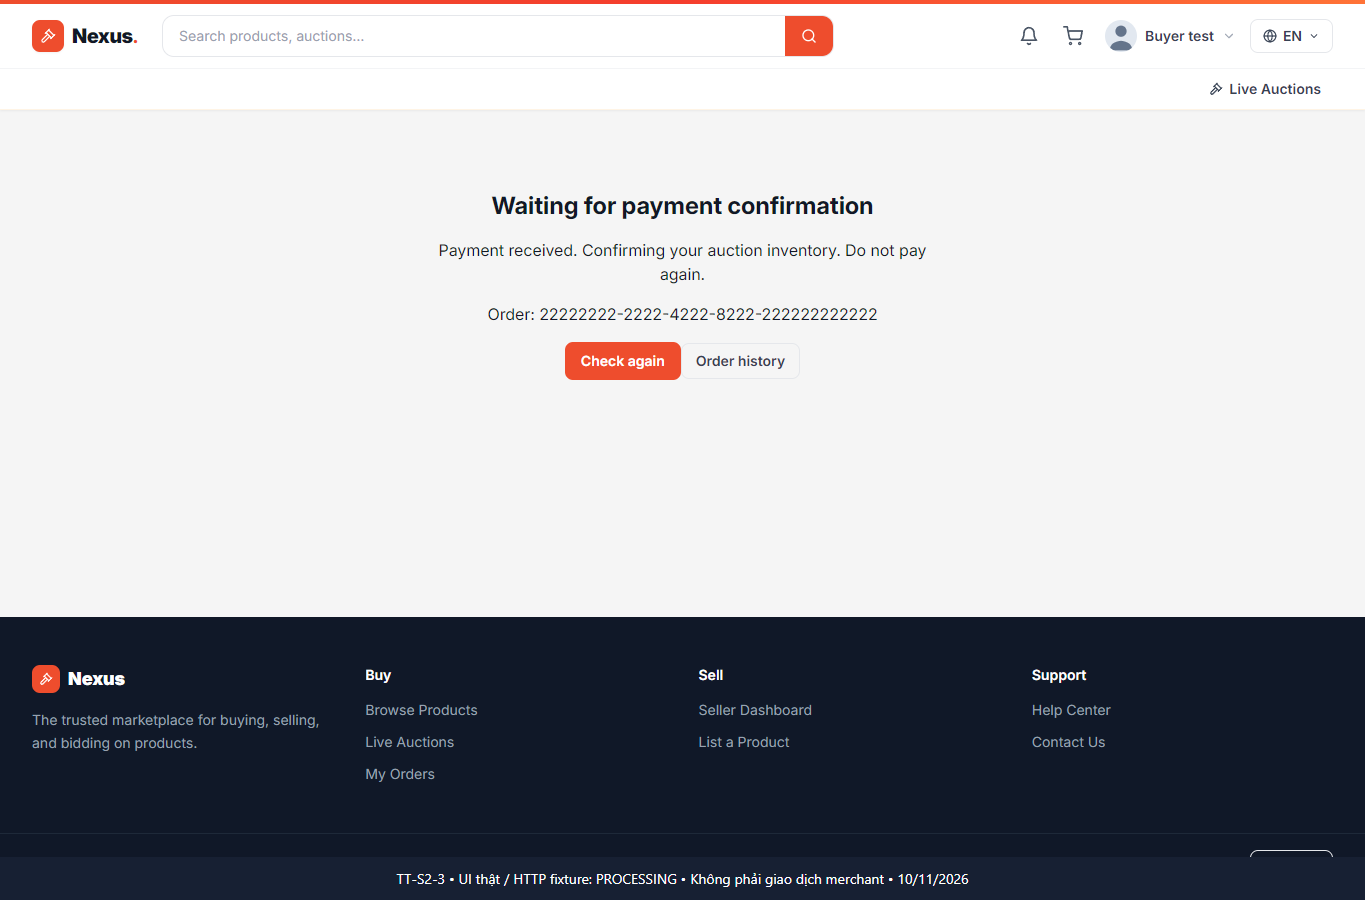 Nexus.
Search products, auctions...
Buyer test
EN
Live Auctions
Waiting for payment confirmation
Payment received. Confirming your auction inventory. Do not pay
again.
Order: 22222222-2222-4222-8222-222222222222
Check again
Order history
Nexus
The trusted marketplace for buying, selling,
and bidding on products.
Buy
Browse Products
Live Auctions
My Orders
Sell
Seller Dashboard
List a Product
Support
Help Center
Contact Us
TT-S2-3 • UI thật / HTTP fixture: PROCESSING • Không phải giao dịch merchant • 10/11/2026